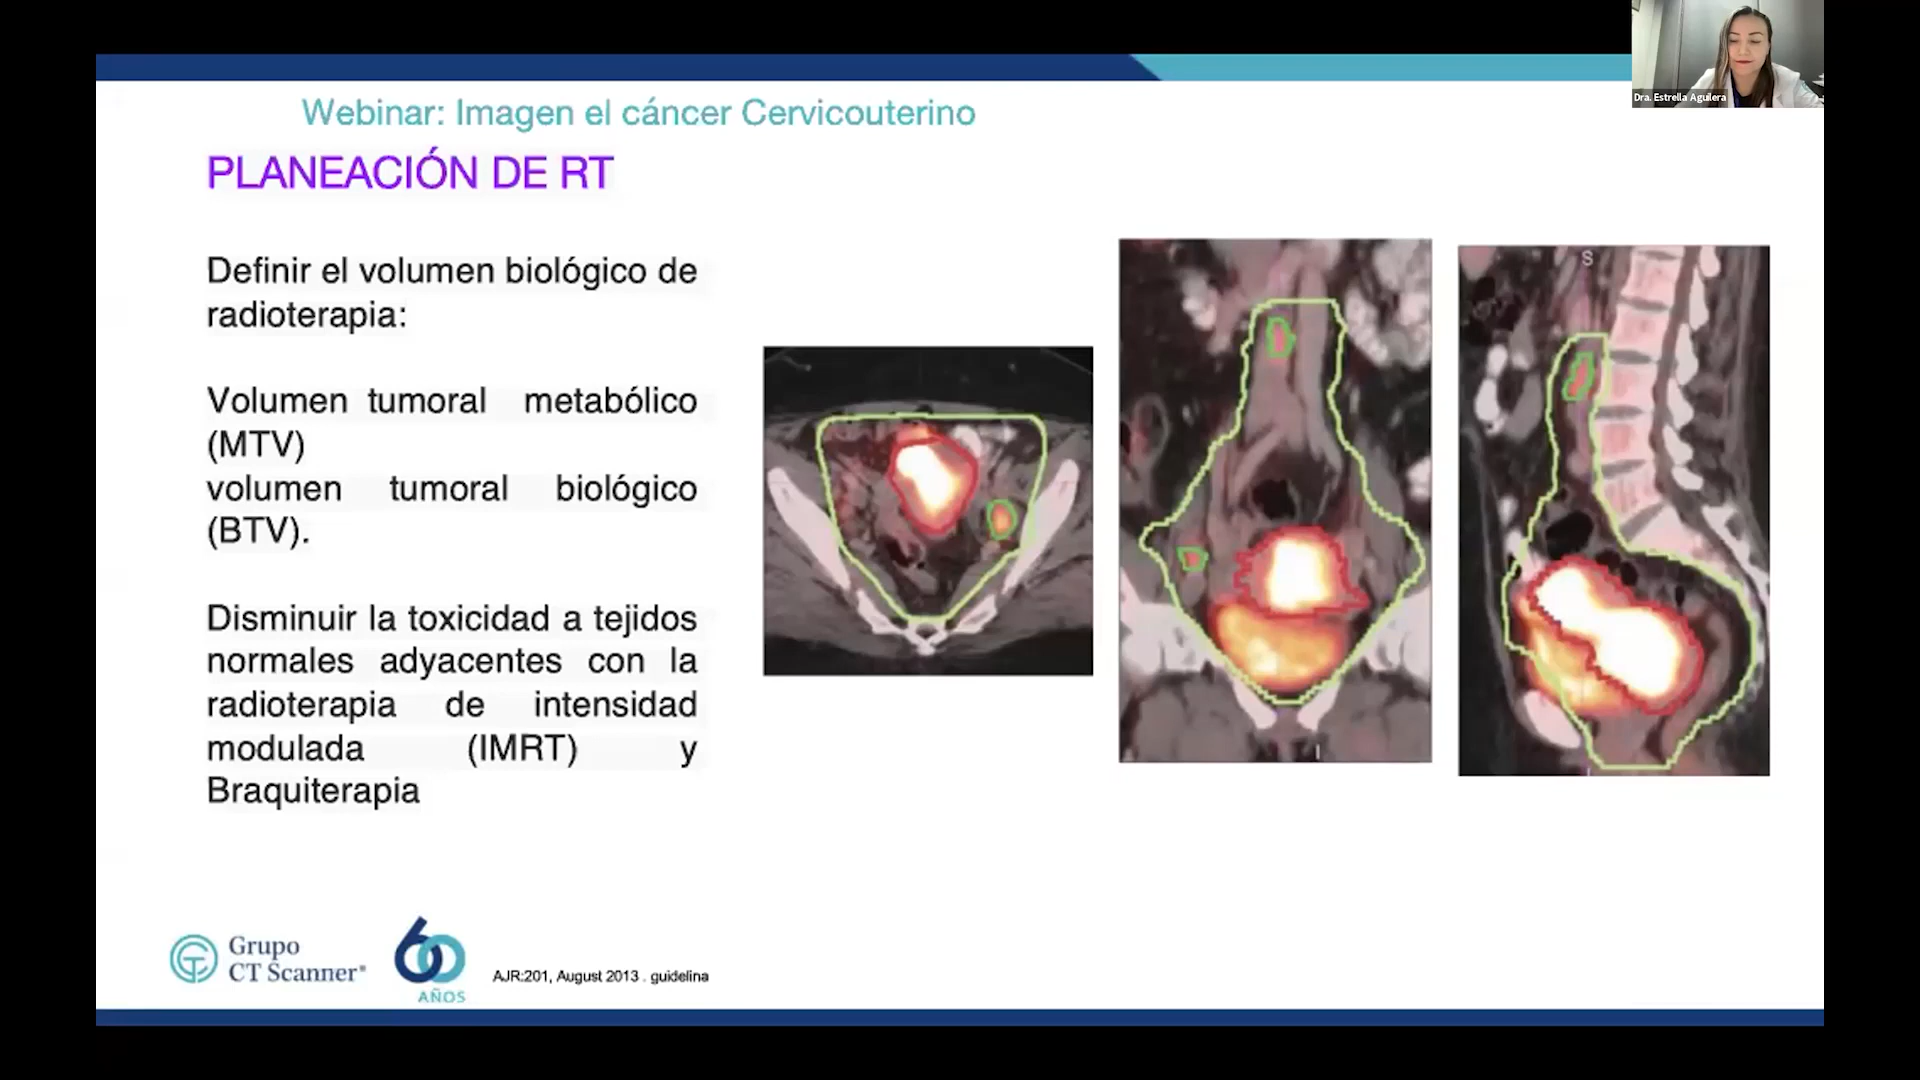 Dra. Estrella Aguilera
Webinar: Imagen el cáncer Cervicouterino
PLANEACIÓN DE RT
Definir el volumen biológico de
radioterapia:
Volumen tumoral metabólico
(MTV)
volumen tumoral biológico
(BTV).
Disminuir la toxicidad a tejidos
normales adyacentes con la
radioterapia de intensidad
modulada (IMRT) y
Braquiterapia
S
I
Grupo
CT Scanner®
60
AÑOS
AJR:201, August 2013 . guidelina